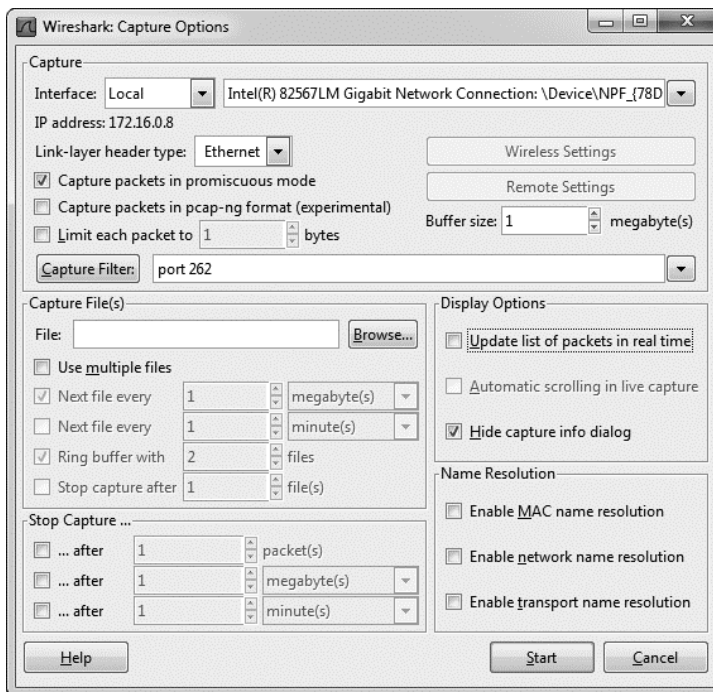 Wireshark: Capture Options
Capture
Interface: Local Intel(R) 82567LM Gigabit Network Connection: \Device\NPF_{78D
IP address: 172.16.0.8
Link-layer header type: Ethernet
Wireless Settings
Capture packets in promiscuous mode
Remote Settings
Capture packets in pcap-ng format (experimental)
Buffer size: 1 megabyte(s)
Limit each packet to 1 bytes
Capture Filter: port 262
Capture File(s)
File: Browse...
Use multiple files
Next file every 1 megabyte(s)
Next file every 1 minute(s)
Ring buffer with 2 files
Stop capture after 1 file(s)
Stop Capture ...
... after 1 packet(s)
... after 1 megabyte(s)
... after 1 minute(s)
Display Options
Update list of packets in real time
Automatic scrolling in live capture
Hide capture info dialog
Name Resolution
Enable MAC name resolution
Enable network name resolution
Enable transport name resolution
Help Start Cancel